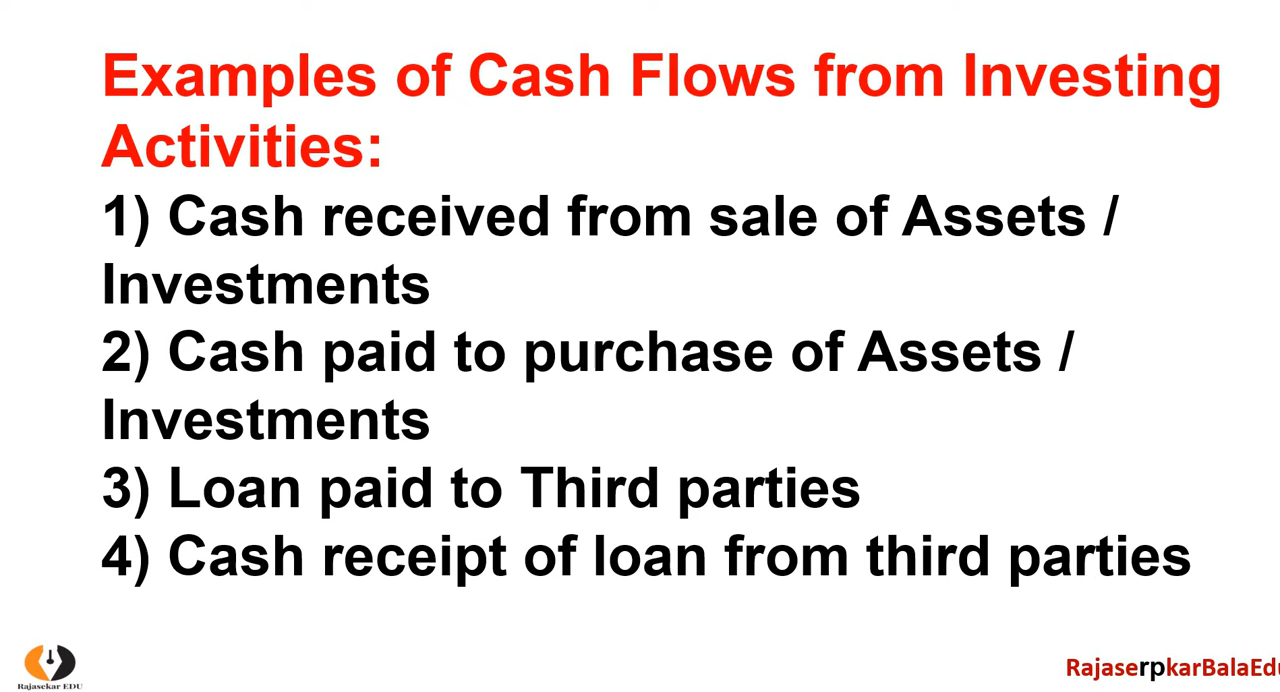 Examples of Cash Flows from Investing
Activities:
1) Cash received from sale of Assets /
Investments
2) Cash paid to purchase of Assets /
Investments
3) Loan paid to Third parties
4) Cash receipt of loan from third parties
Rajasekar EDU
RajaserpkarBalaEdu